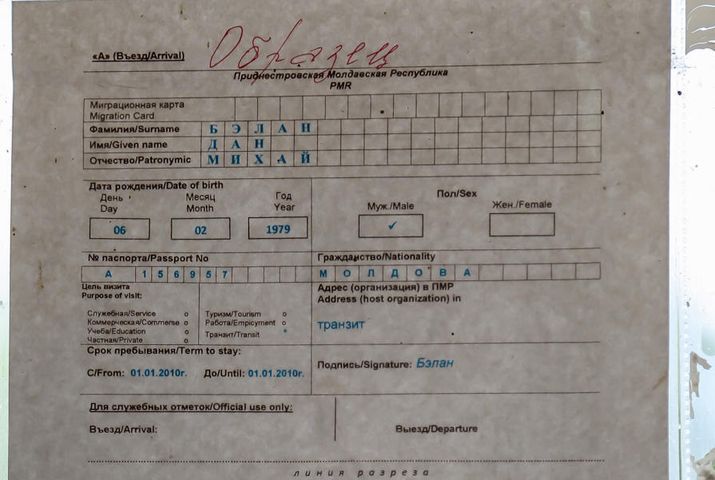 Образец
«А» (Въезд/Arrival)
Приднестровская Молдавская Республика
PMR
Миграционная карта
Migration Card
Фамилия/Surname БЭЛАН
Имя/Given name ДАН
Отчество/Patronymic МИХАЙ
Дата рождения/Date of birth
День Месяц Год
Day Month Year
06 02 1979
Пол/Sex
Муж./Male Жен./Female
✓
№ паспорта/Passport No
А 1 5 6 9 5 7
Гражданство/Nationality
МОЛДОВА
Цель визита
Purpose of visit:
Служебная/Service o Туризм/Tourism o
Коммерческая/Commerse o Работа/Empicyment o
Учеба/Education o Транзит/Transit
Частная/Private o
Адрес (организация) в ПМР
Address (host organization) in
транзит
Срок пребывания/Term to stay:
С/From: 01.01.2010г. До/Until: 01.01.2010г.
Подпись/Signature: Бэлан
Для служебных отметок/Official use only:
Въезд/Arrival: Выезд/Departure
линия разреза